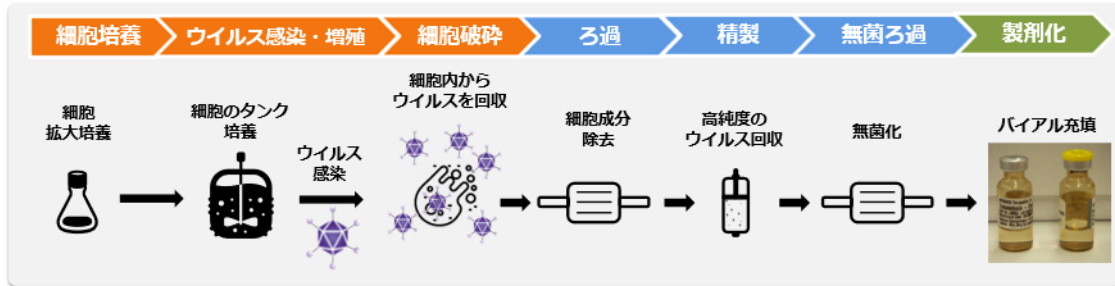 細胞培養
ウイルス感染・増殖
細胞破砕
ろ過
精製
無菌ろ過
製剤化
細胞
拡大培養
細胞のタンク
培養
ウイルス
感染
細胞内から
ウイルスを回収
細胞成分
除去
高純度の
ウイルス回収
無菌化
バイアル充填